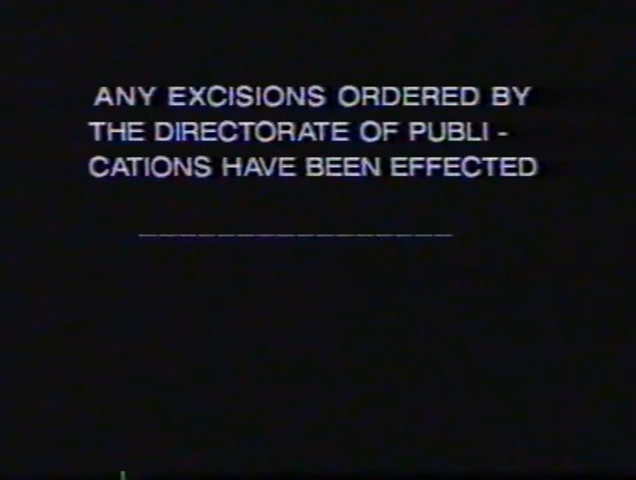 ANY EXCISIONS ORDERED BY
THE DIRECTORATE OF PUBLI -
CATIONS HAVE BEEN EFFECTED
_ _ _ _ _ _ _ _ _ _ _ _ _ _ _ _